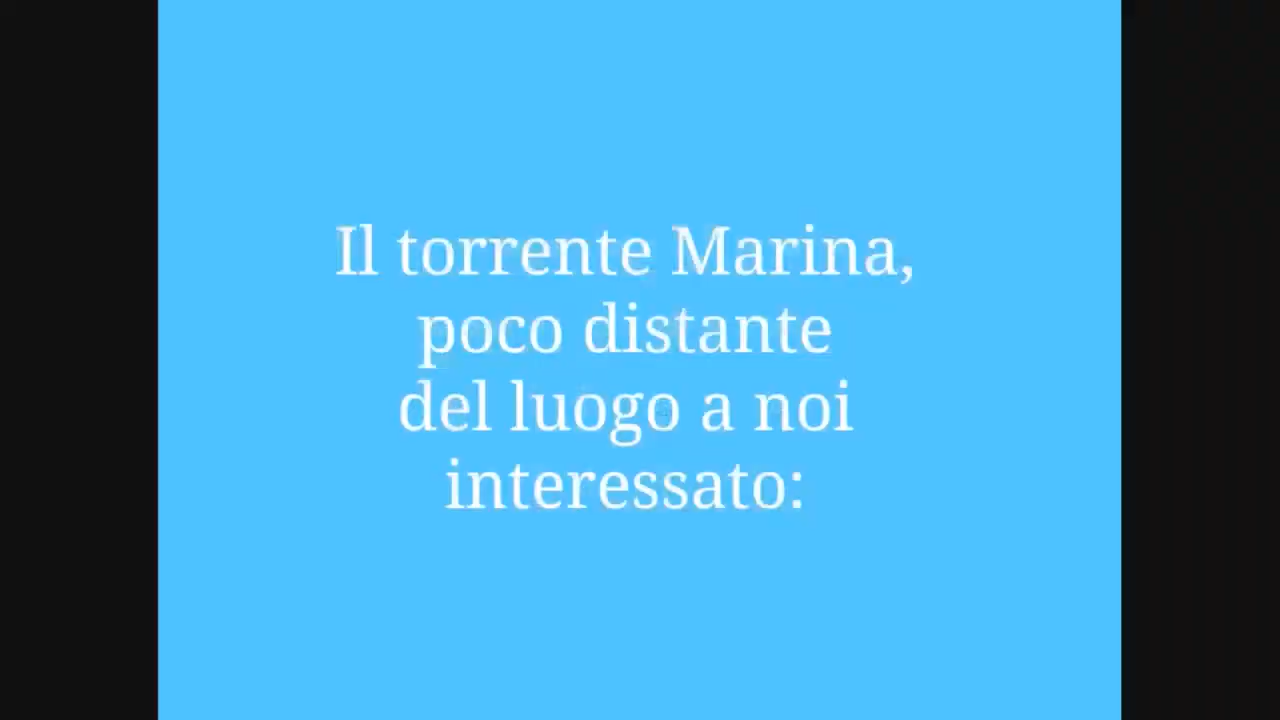 Il torrente Marina,
poco distante
del luogo a noi
interessato: